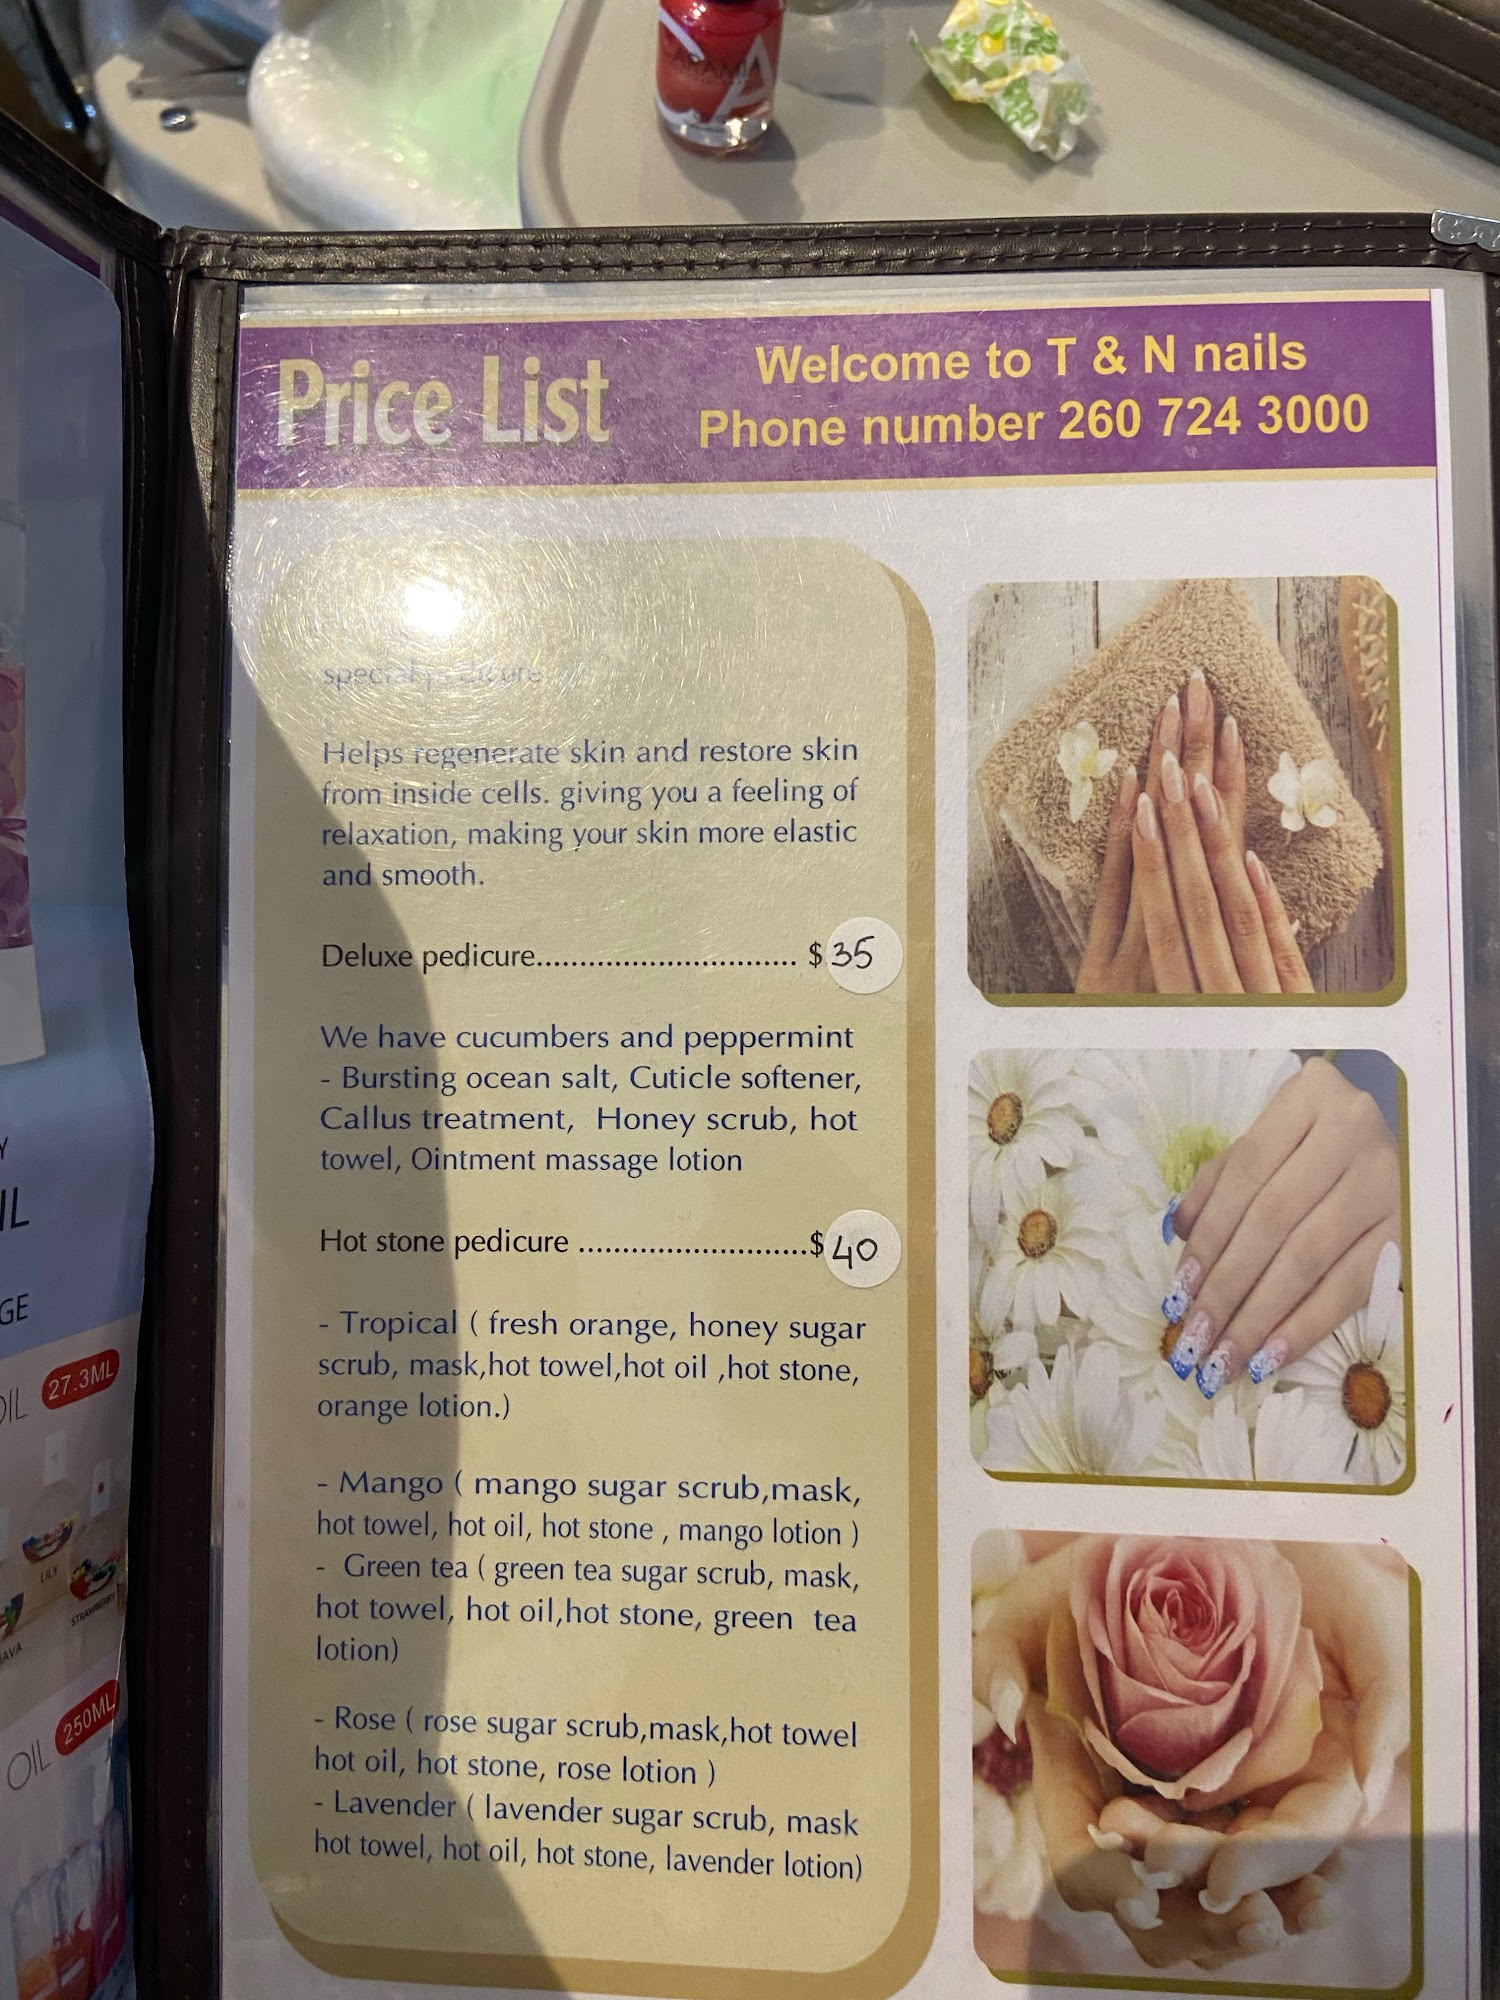 ARAMIA
Price List
Welcome to T & N nails
Phone number 260 724 3000
special pedicure
Helps regenerate skin and restore skin
from inside cells. giving you a feeling of
relaxation, making your skin more elastic
and smooth.
Deluxe pedicure.............................. $ 35
We have cucumbers and peppermint
- Bursting ocean salt, Cuticle softener,
Callus treatment, Honey scrub, hot
towel, Ointment massage lotion
Hot stone pedicure ..........................$ 40
- Tropical ( fresh orange, honey sugar
scrub, mask,hot towel,hot oil ,hot stone,
orange lotion.)
- Mango ( mango sugar scrub,mask,
hot towel, hot oil, hot stone , mango lotion )
- Green tea ( green tea sugar scrub, mask,
hot towel, hot oil,hot stone, green tea
lotion)
- Rose ( rose sugar scrub,mask,hot towel
hot oil, hot stone, rose lotion )
- Lavender ( lavender sugar scrub, mask
hot towel, hot oil, hot stone, lavender lotion)
27.3ML
LILY
STRAWBERRY
OIL
250ML